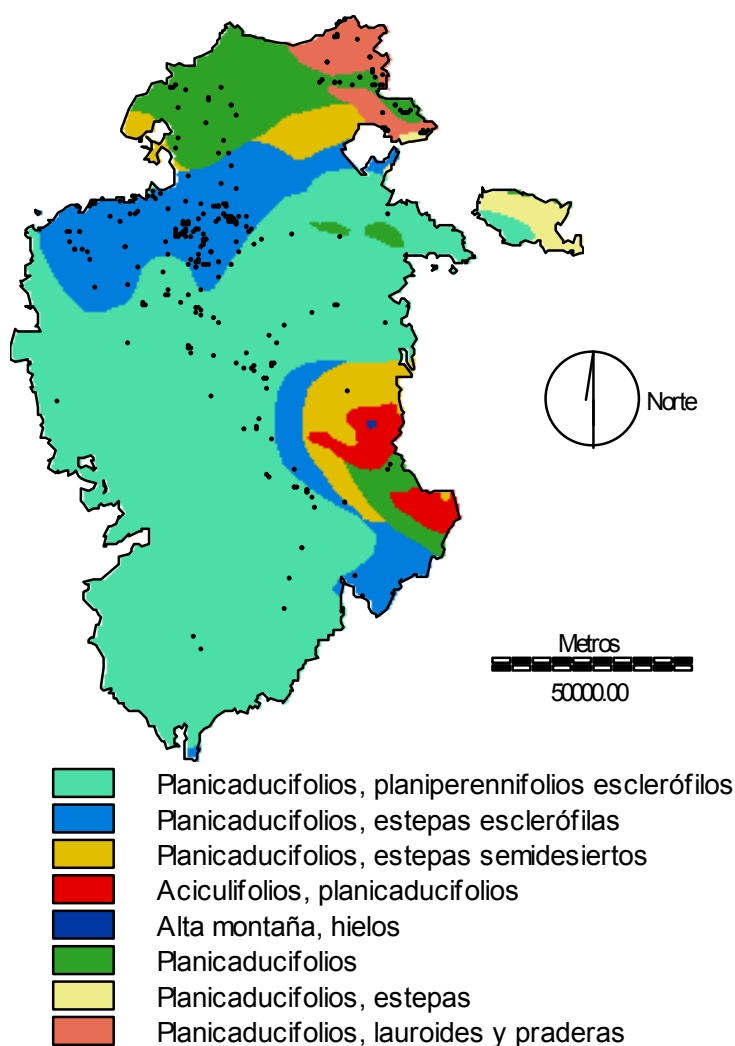 Norte
Metros
50000.00
Planicaducifolios, planiperennifolios esclerófilos
Planicaducifolios, estepas esclerófilas
Planicaducifolios, estepas semidesiertos
Aciculifolios, planicaducifolios
Alta montaña, hielos
Planicaducifolios
Planicaducifolios, estepas
Planicaducifolios, lauroides y praderas